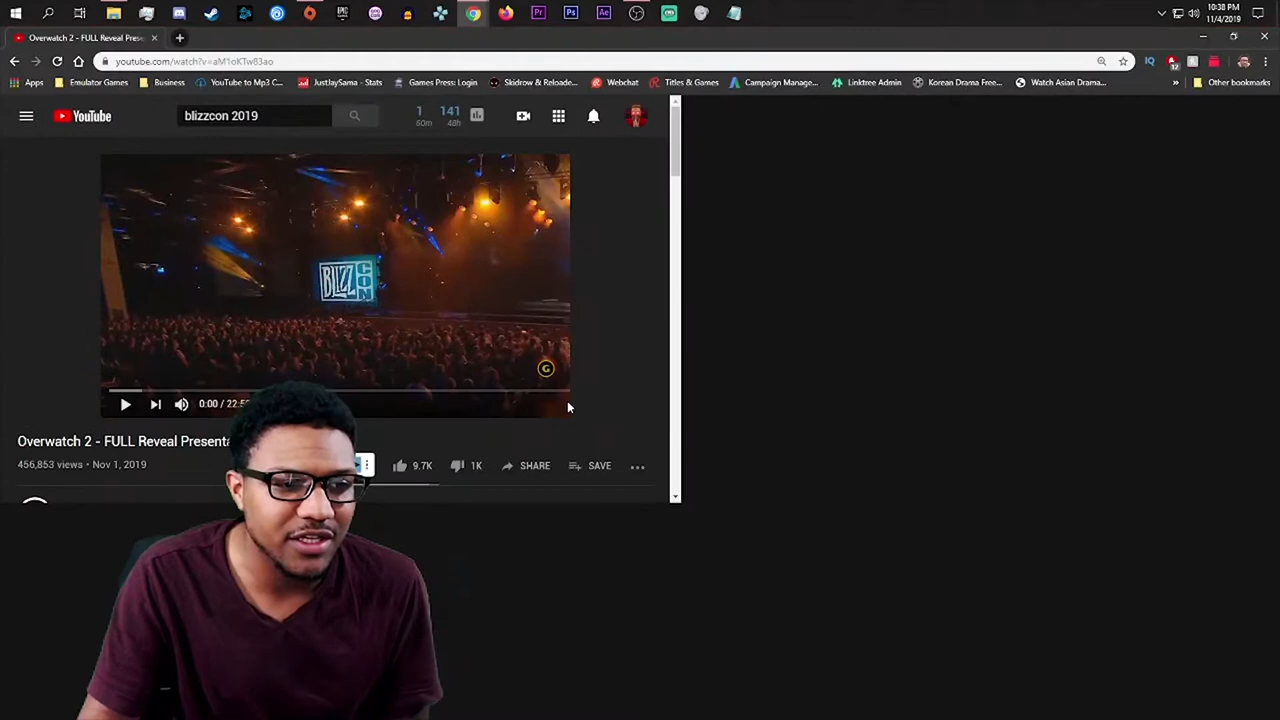 10:38 PM
11/4/2019
Overwatch 2 - FULL Reveal Prese
youtube.com/watch?v=aM1oKTw83ao
Apps Emulator Games Business YouTube to Mp3 C... JustJaySama - Stats Games Press: Login Skidrow & Reloade... Webchat Titles & Games Campaign Manage... Linktree Admin Korean Drama Free... Watch Asian Drama... » Other bookmarks
YouTube blizzcon 2019 1 141
60m 48h
BLIZZ CON
G
0:00 / 22:5
Overwatch 2 - FULL Reveal Presenta
456,853 views • Nov 1, 2019 9.7K 1K SHARE SAVE